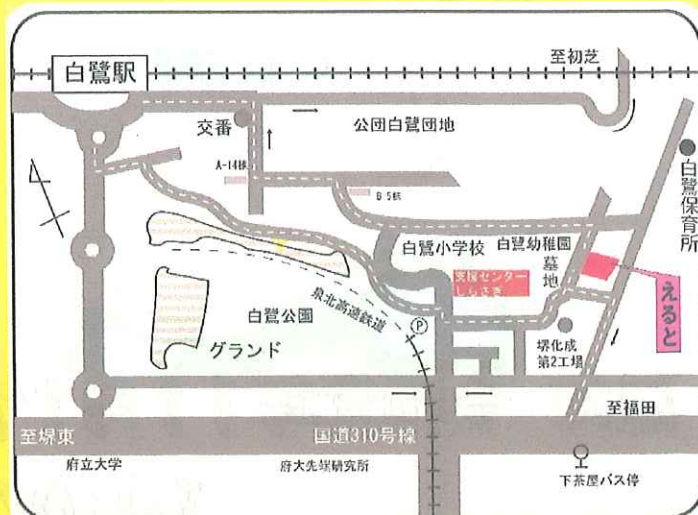 至初芝
白鷺駅
交番
公団白鷺団地
A-14棟
B-5棟
白鷺保育所
白鷺小学校
白鷺幼稚園
墓地
支援センター
しらさぎ
えると
泉北高速鉄道
白鷺公園
グランド
P
堺化成
第2工場
至福田
至堺東
国道310号線
府立大学
府大先端研究所
下茶屋バス停